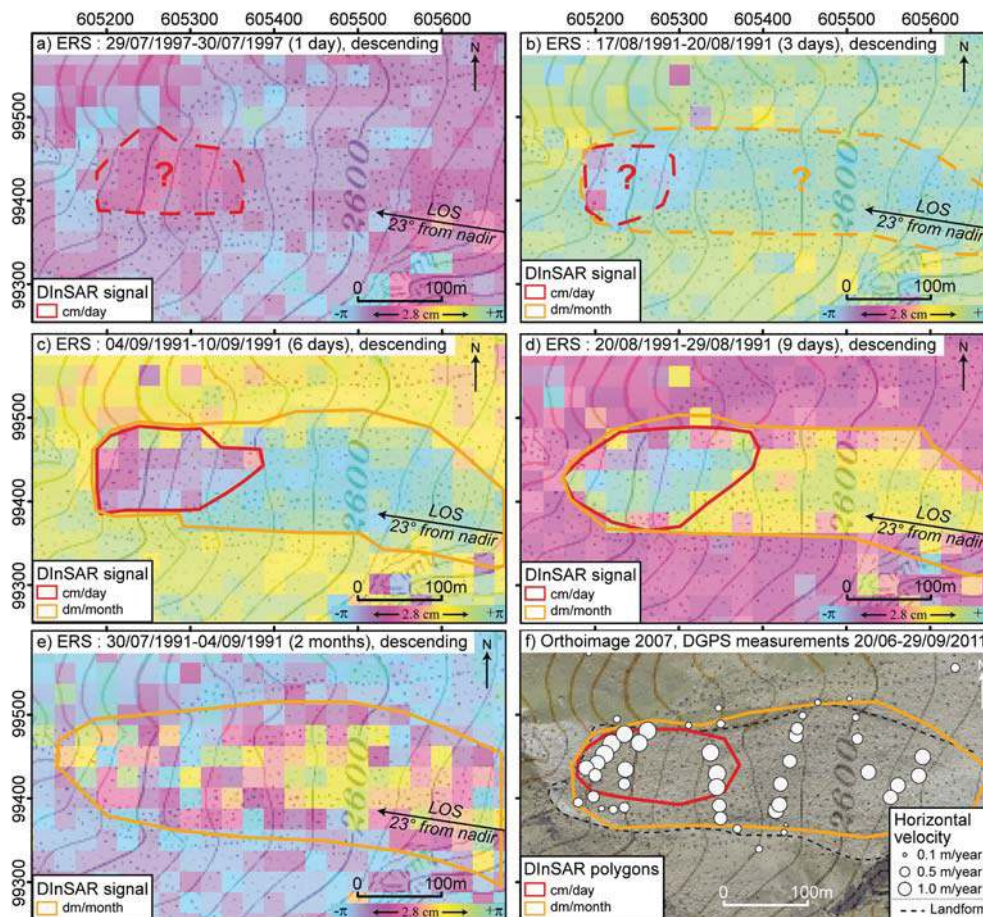 605200 605300 605400 605500 605600 605200 605300 605400 605500 605600
a) ERS : 29/07/1997-30/07/1997 (1 day), descending
N
99500
99400
99300
?
2600
LOS
23° from nadir
DInSAR signal
cm/day
0 100m
-π 2.8 cm +π
b) ERS : 17/08/1991-20/08/1991 (3 days), descending
N
?
?
2600
LOS
23° from nadir
DInSAR signal
dm/month
0 100m
-π 2.8 cm +π
c) ERS : 04/09/1991-10/09/1991 (6 days), descending
N
99500
99400
99300
2600
LOS
23° from nadir
DInSAR signal
cm/day
dm/month
0 100m
-π 2.8 cm +π
d) ERS : 20/08/1991-29/08/1991 (9 days), descending
N
2600
LOS
23° from nadir
DInSAR signal
cm/day
dm/month
0 100m
-π 2.8 cm +π
e) ERS : 30/07/1991-04/09/1991 (2 months), descending
N
99500
99400
99300
2600
LOS
23° from nadir
DInSAR signal
dm/month
0 100m
-π 2.8 cm +π
f) Orthoimage 2007, DGPS measurements 20/06-29/09/2011
2600
DInSAR polygons
cm/day
dm/month
0 100m
Horizontal
velocity
0.1 m/year
0.5 m/year
1.0 m/year
Landform